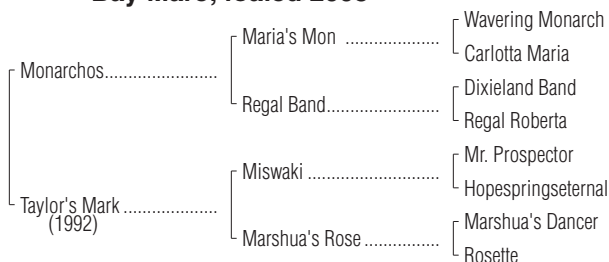 Bay Mare; foaled
Wavering Monarch
Maria's Mon ....................
Carlotta Maria
Monarchos........................
Dixieland Band
Regal Band........................
Regal Roberta
Mr. Prospector
Miswaki ............................
Hopespringseternal
Taylor's Mark ....................
(1992)
Marshua's Dancer
Marshua's Rose ................
Rosette